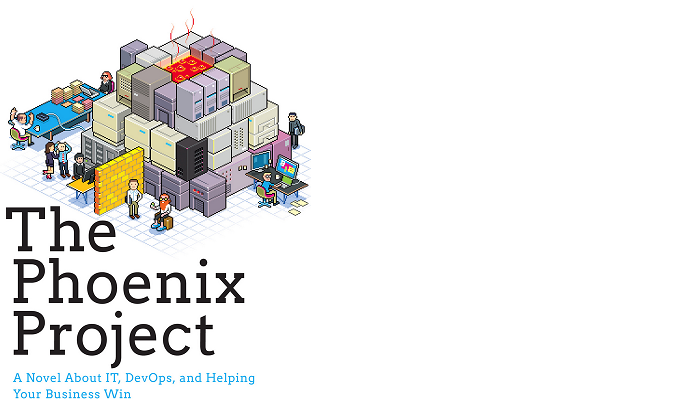 The
Phoenix
Project
A Novel About IT, DevOps, and Helping
Your Business Win